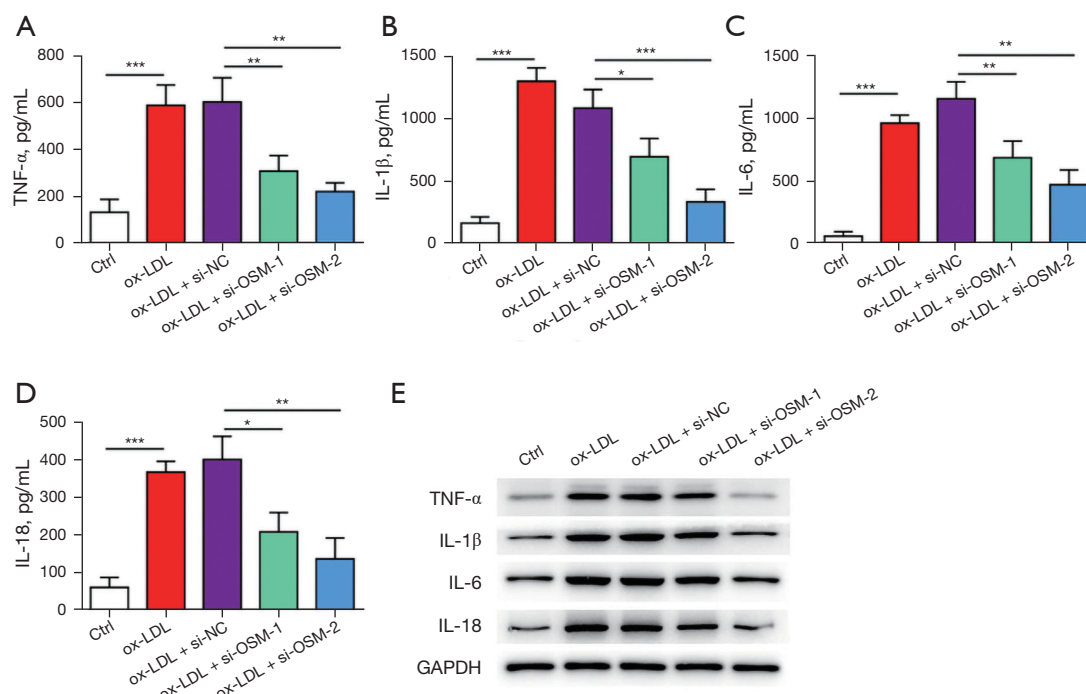 A
TNF-α, pg/mL
800
600
400
200
0
***
**
**
Ctrl
ox-LDL
ox-LDL + si-NC
ox-LDL + si-OSM-1
ox-LDL + si-OSM-2
B
IL-1β, pg/mL
1500
1000
500
0
***
***
*
Ctrl
ox-LDL
ox-LDL + si-NC
ox-LDL + si-OSM-1
ox-LDL + si-OSM-2
C
IL-6, pg/mL
1500
1000
500
0
***
**
**
Ctrl
ox-LDL
ox-LDL + si-NC
ox-LDL + si-OSM-1
ox-LDL + si-OSM-2
D
IL-18, pg/mL
500
400
300
200
100
0
***
**
*
Ctrl
ox-LDL
ox-LDL + si-NC
ox-LDL + si-OSM-1
ox-LDL + si-OSM-2
E
Ctrl
ox-LDL
ox-LDL + si-NC
ox-LDL + si-OSM-1
ox-LDL + si-OSM-2
TNF-α
IL-1β
IL-6
IL-18
GAPDH